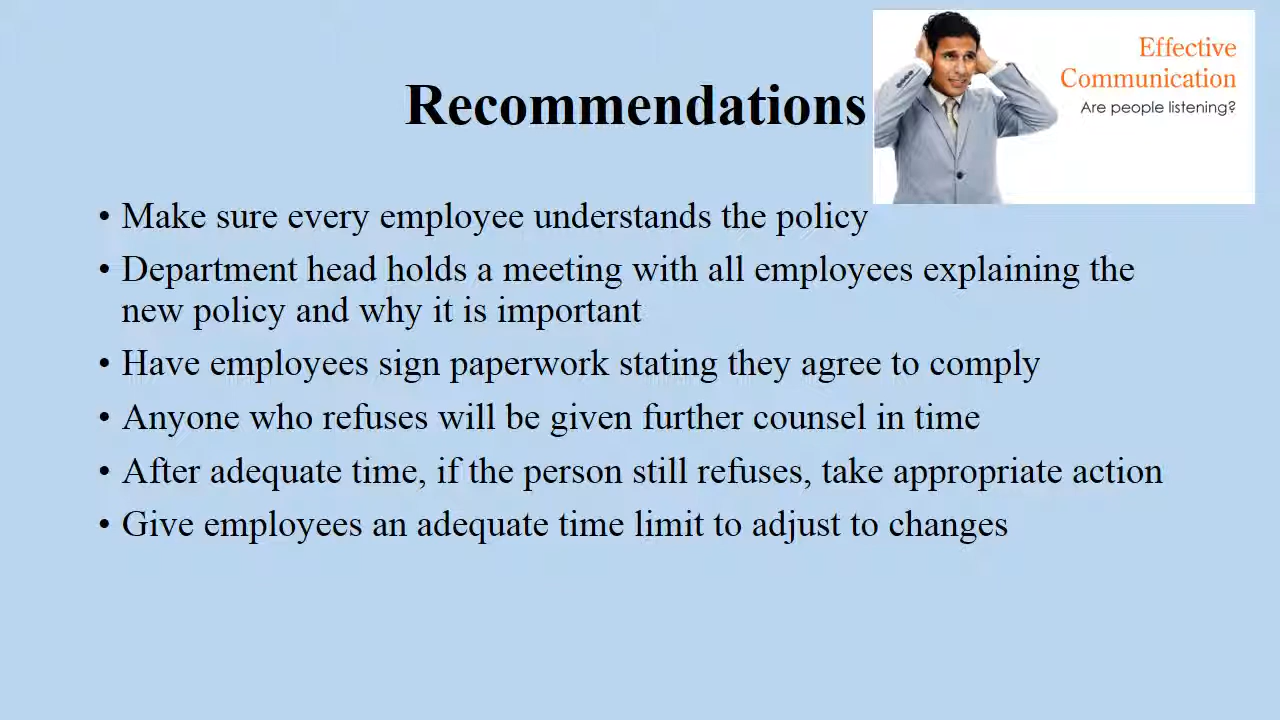 Effective
Communication
Are people listening?
Recommendations
• Make sure every employee understands the policy
• Department head holds a meeting with all employees explaining the
new policy and why it is important
• Have employees sign paperwork stating they agree to comply
• Anyone who refuses will be given further counsel in time
• After adequate time, if the person still refuses, take appropriate action
• Give employees an adequate time limit to adjust to changes